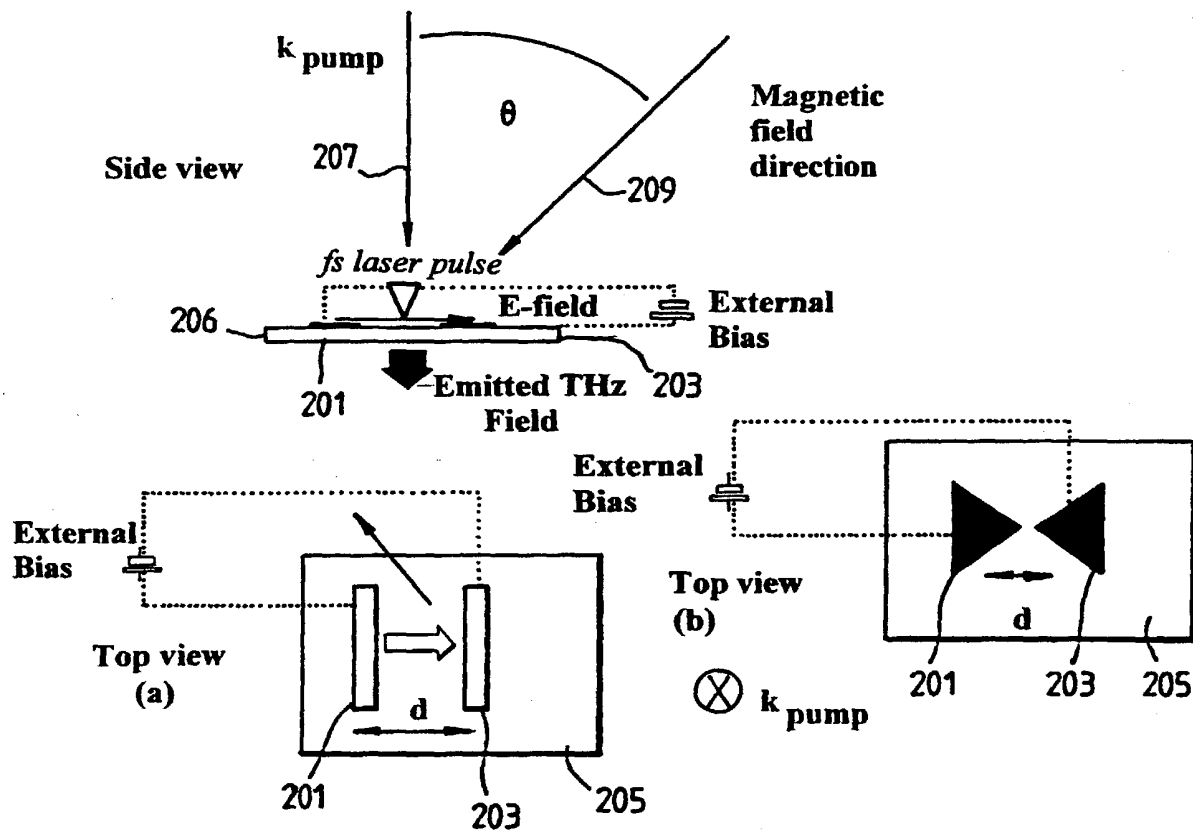 k pump
θ
Magnetic
field
direction
Side view
207
209
fs laser pulse
E-field
External
Bias
206
201
203
Emitted THz
Field
External
Bias
External
Bias
Top view
(b)
d
Top view
(a)
d
201
203
205
k pump
201
203
205